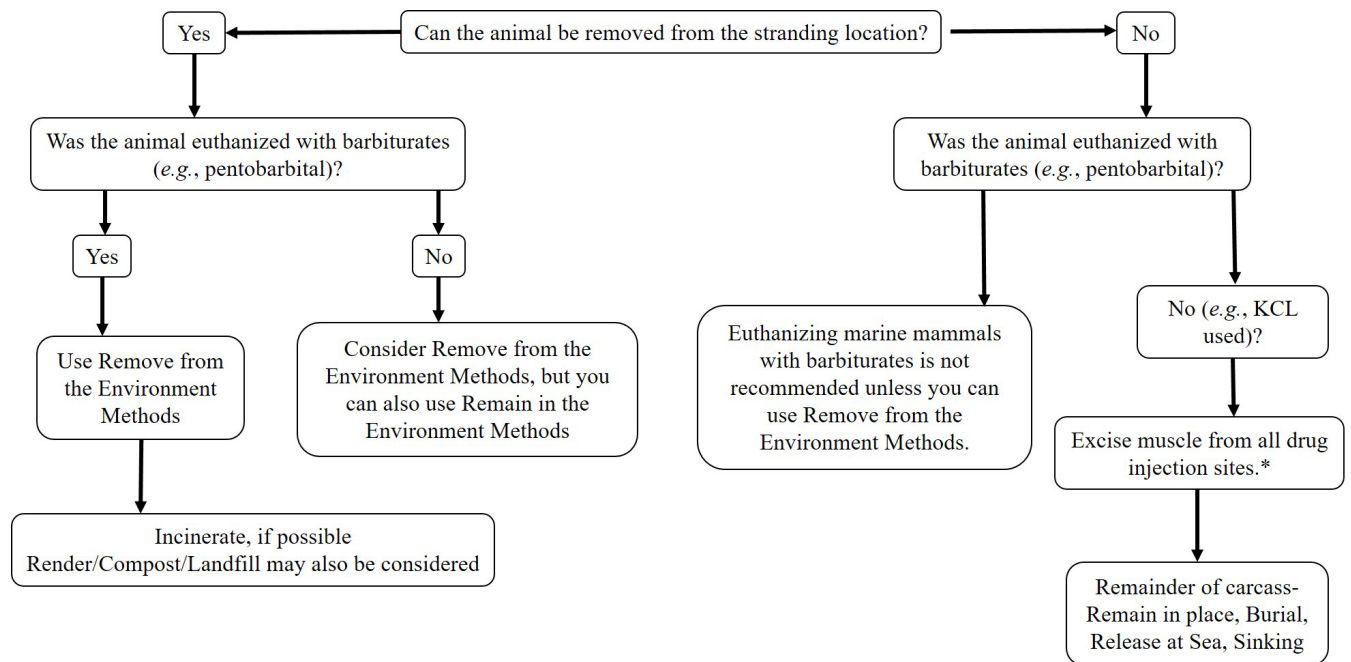 Can the animal be removed from the stranding location?
Yes
No
Was the animal euthanized with barbiturates
(e.g., pentobarbital)?
Yes
No
Use Remove from
the Environment
Methods
Consider Remove from the
Environment Methods, but you
can also use Remain in the
Environment Methods
Incinerate, if possible
Render/Compost/Landfill may also be considered
Was the animal euthanized with
barbiturates (e.g., pentobarbital)?
Euthanizing marine mammals
with barbiturates is not
recommended unless you can
use Remove from the
Environment Methods.
No (e.g., KCL
used)?
Excise muscle from all drug
injection sites.*
Remainder of carcass-
Remain in place, Burial,
Release at Sea, Sinking